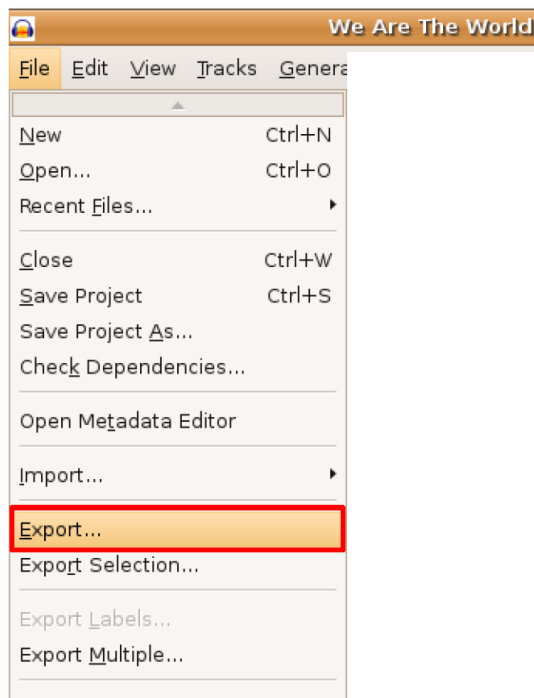 We Are The World
File Edit View Tracks
New Ctrl+N
Open... Ctrl+O
Recent Files...
Close Ctrl+W
Save Project Ctrl+S
Save Project As...
Check Dependencies...
Open Metadata Editor
Import...
Export...
Export Selection...
Export Labels...
Export Multiple...